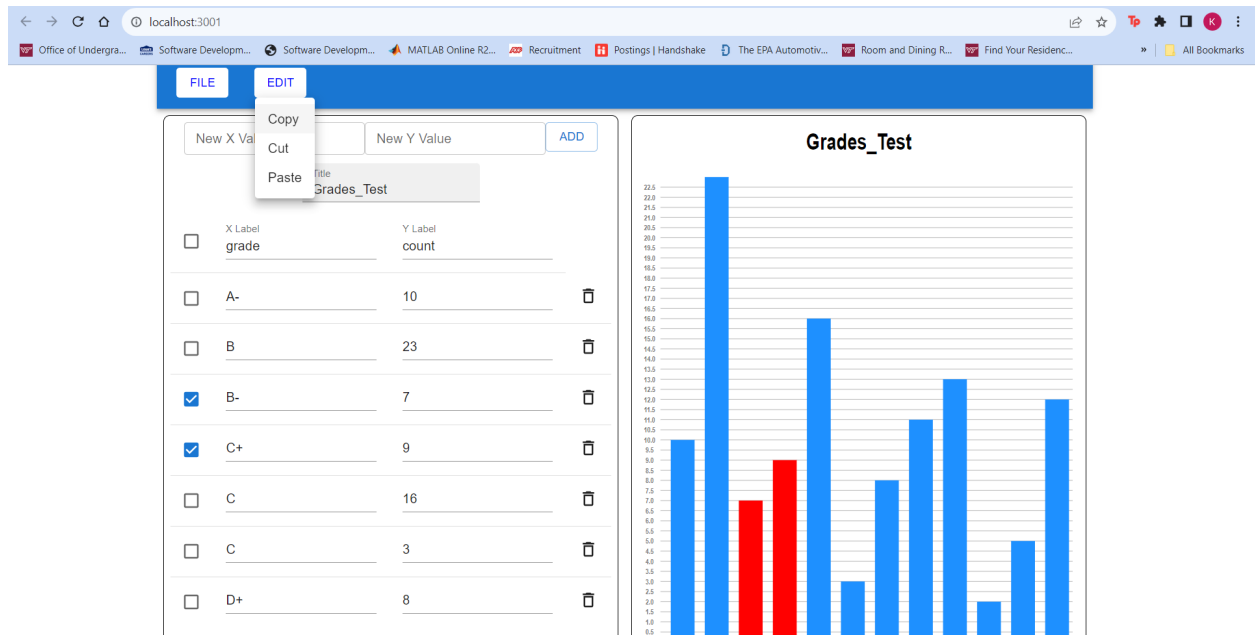 localhost:3001
Office of Undergra... Software Developm... Software Developm... MATLAB Online R2... Recruitment Postings | Handshake The EPA Automotiv... Room and Dining R... Find Your Residenc... » All Bookmarks
FILE EDIT
Copy
Cut
Paste
New X Val New Y Value ADD
Title
Grades_Test
X Label Y Label
grade count
A- 10
B 23
B- 7
C+ 9
C 16
C 3
D+ 8
Grades_Test
22.5
22.0
21.5
21.0
20.5
20.0
19.5
19.0
18.5
18.0
17.5
17.0
16.5
16.0
15.5
15.0
14.5
14.0
13.5
13.0
12.5
12.0
11.5
11.0
10.5
10.0
9.5
9.0
8.5
8.0
7.5
7.0
6.5
6.0
5.5
5.0
4.5
4.0
3.5
3.0
2.5
2.0
1.5
1.0
0.5
Tp
K